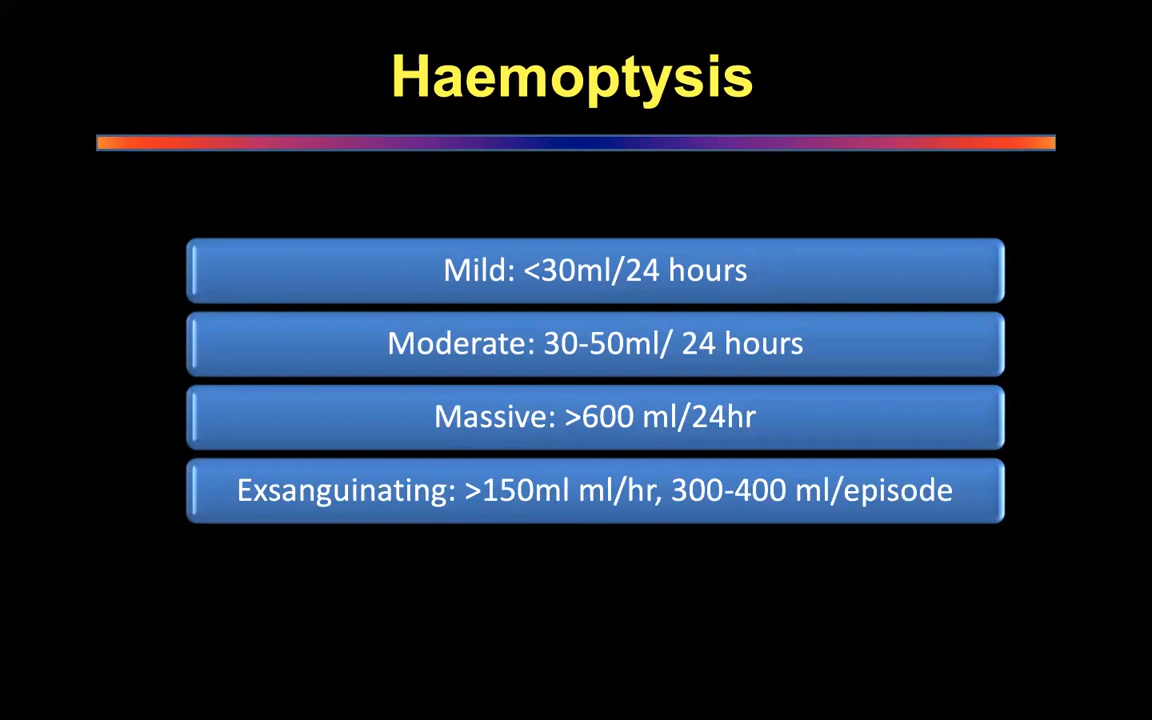 Haemoptysis
Mild: <30ml/24 hours
Moderate: 30-50ml/ 24 hours
Massive: >600 ml/24hr
Exsanguinating: >150ml ml/hr, 300-400 ml/episode